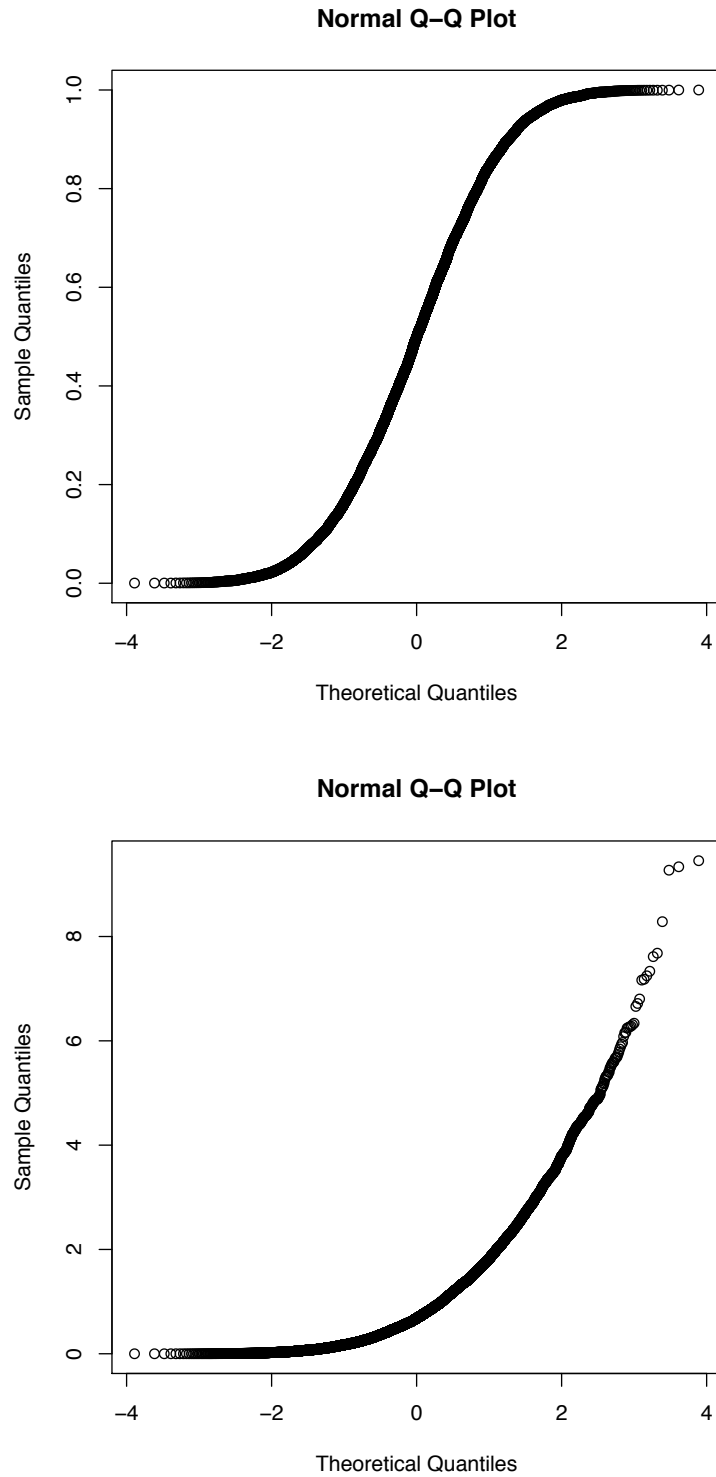 Normal Q−Q Plot
1.0
0.8
0.6
0.4
0.2
0.0
Sample Quantiles
−4 −2 0 2 4
Theoretical Quantiles
Normal Q−Q Plot
8
6
4
2
0
Sample Quantiles
−4 −2 0 2 4
Theoretical Quantiles